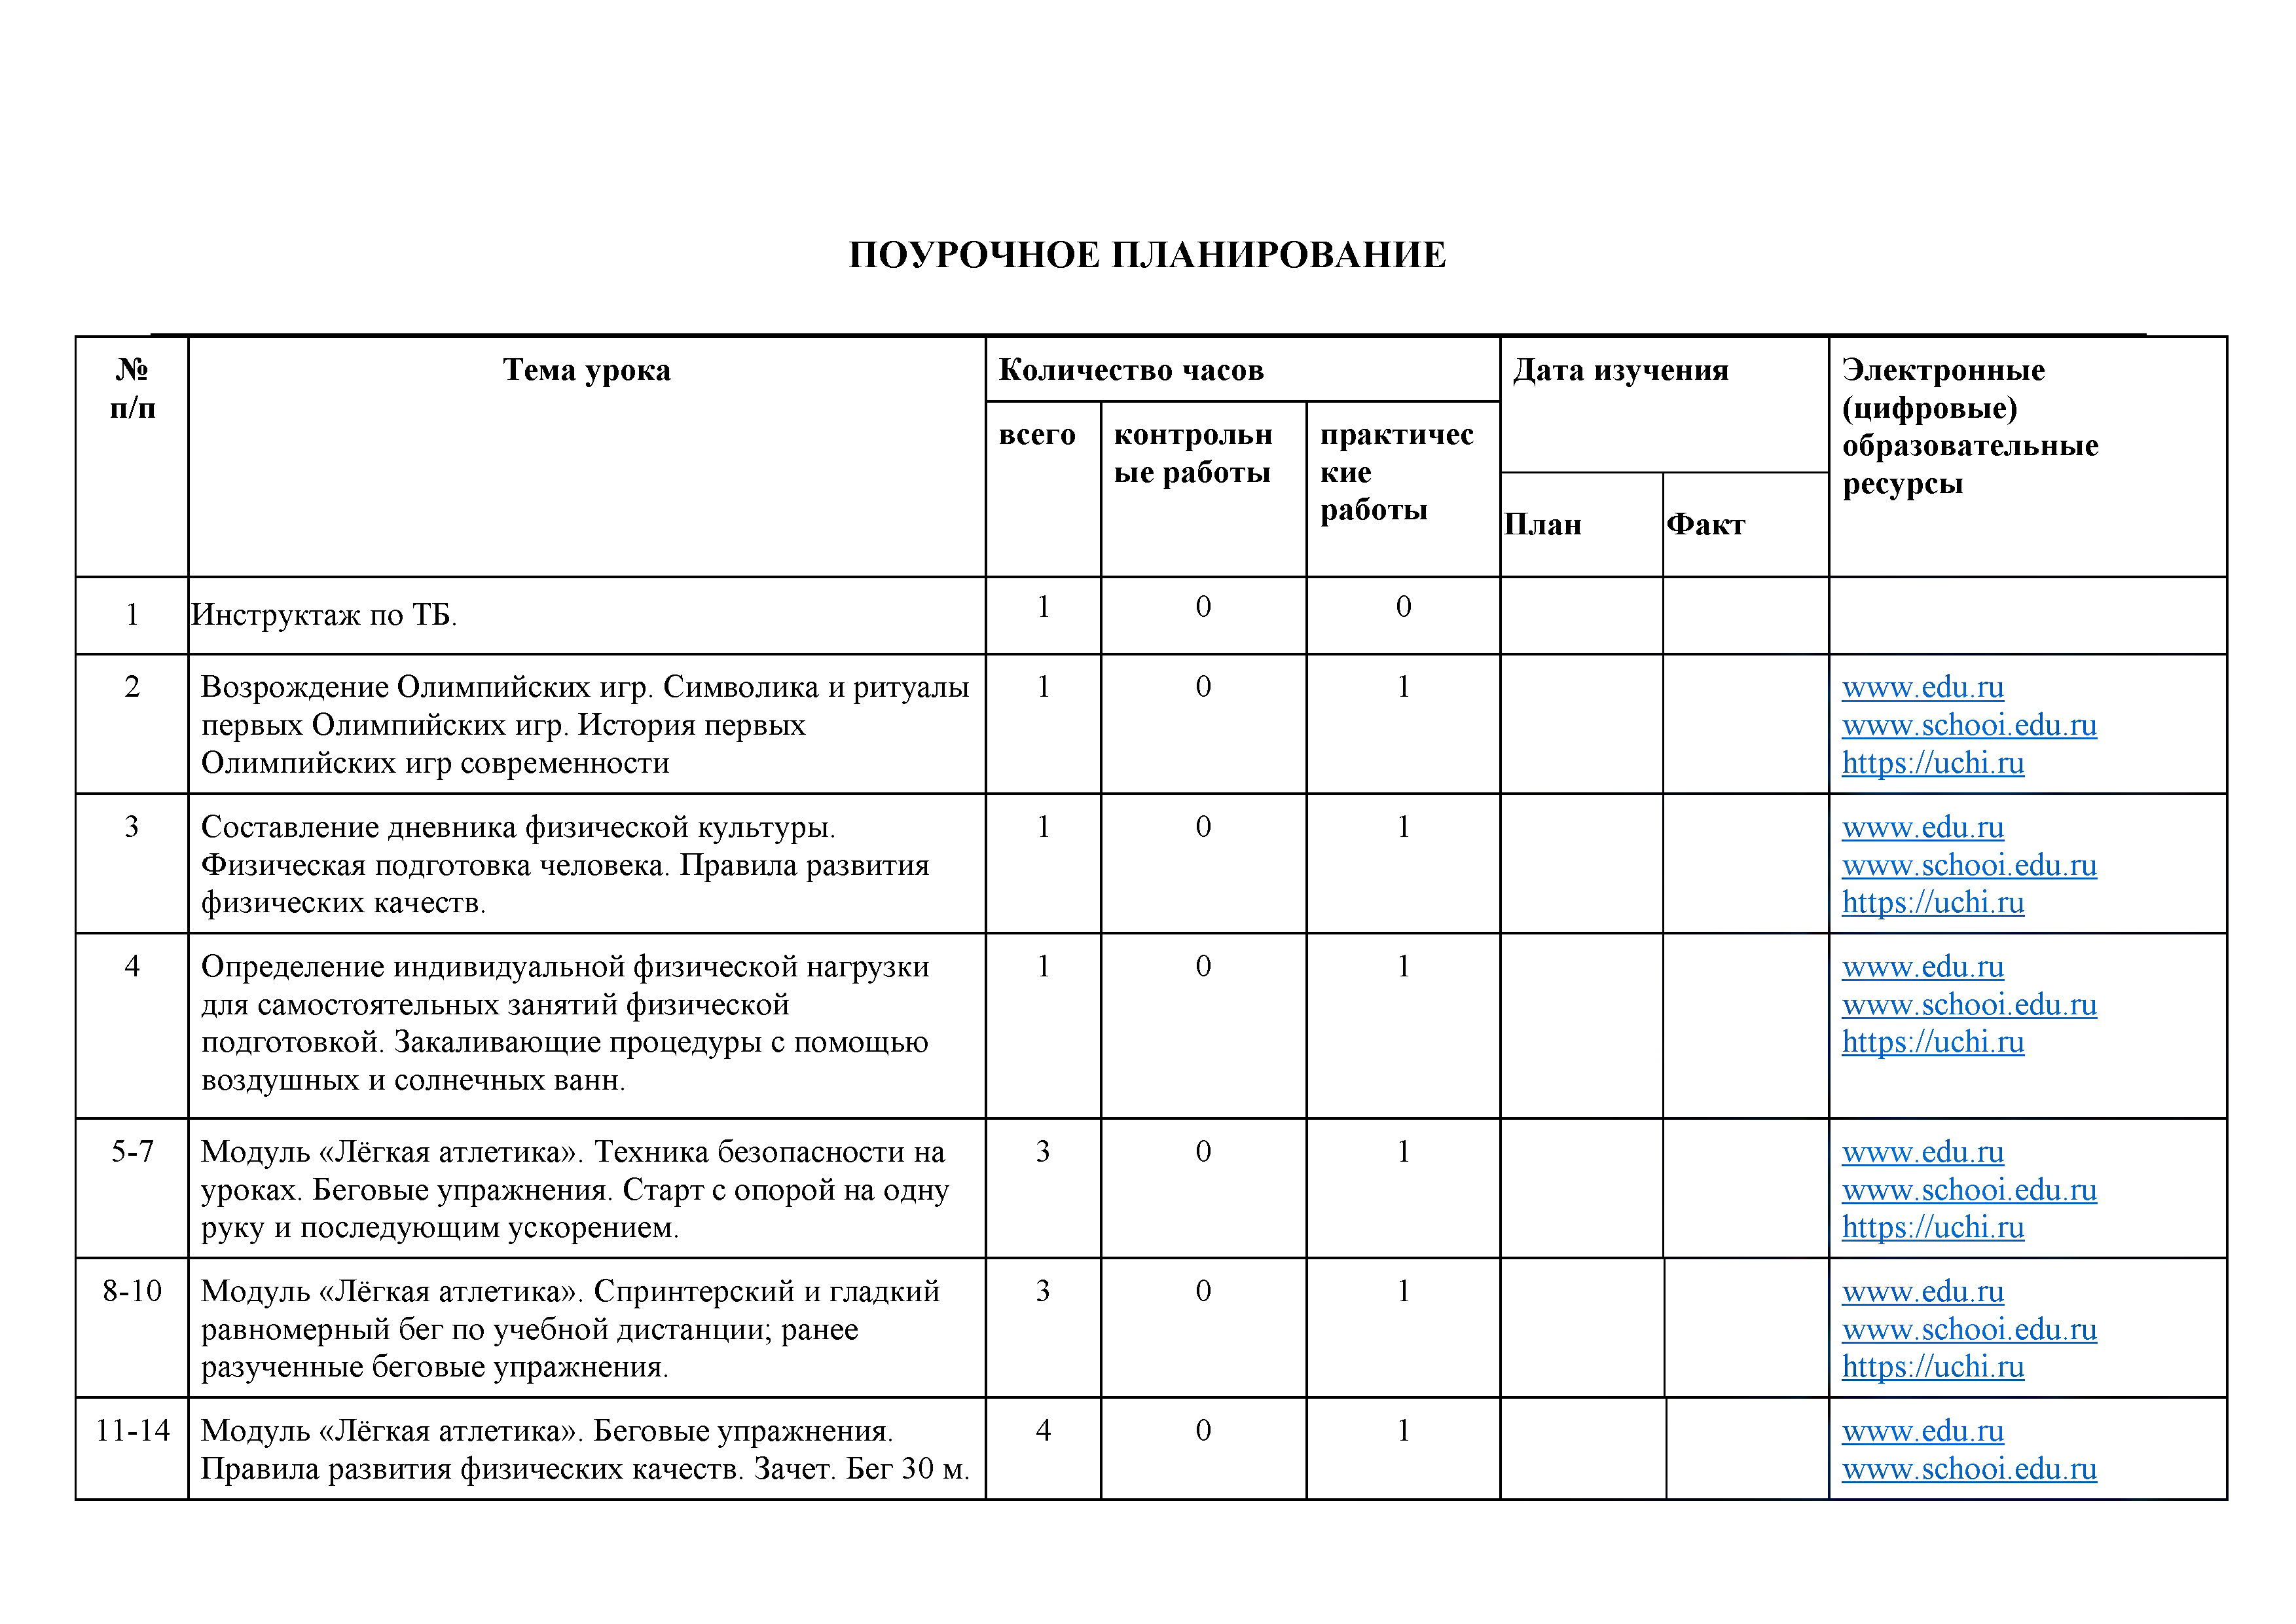 ПОУРОЧНОЕ ПЛАНИРОВАНИЕ
№
п/п
Тема урока
Количество часов
Дата изучения
Электронные
(цифровые)
образовательные
ресурсы
всего
контрольн
ые работы
практичес
кие
работы
План
Факт
1
Инструктаж по ТБ.
1
0
0
2
Возрождение Олимпийских игр. Символика и ритуалы
первых Олимпийских игр. История первых
Олимпийских игр современности
1
0
1
www.edu.ru
www.schooi.edu.ru
https://uchi.ru
3
Составление дневника физической культуры.
Физическая подготовка человека. Правила развития
физических качеств.
1
0
1
www.edu.ru
www.schooi.edu.ru
https://uchi.ru
4
Определение индивидуальной физической нагрузки
для самостоятельных занятий физической
подготовкой. Закаливающие процедуры с помощью
воздушных и солнечных ванн.
1
0
1
www.edu.ru
www.schooi.edu.ru
https://uchi.ru
5-7
Модуль «Лёгкая атлетика». Техника безопасности на
уроках. Беговые упражнения. Старт с опорой на одну
руку и последующим ускорением.
3
0
1
www.edu.ru
www.schooi.edu.ru
https://uchi.ru
8-10
Модуль «Лёгкая атлетика». Спринтерский и гладкий
равномерный бег по учебной дистанции; ранее
разученные беговые упражнения.
3
0
1
www.edu.ru
www.schooi.edu.ru
https://uchi.ru
11-14
Модуль «Лёгкая атлетика». Беговые упражнения.
Правила развития физических качеств. Зачет. Бег 30 м.
4
0
1
www.edu.ru
www.schooi.edu.ru